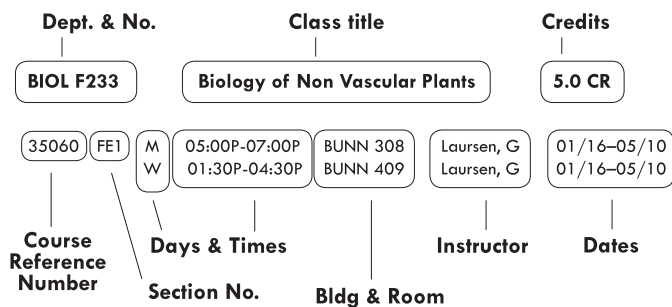 Dept. & No. Class title Credits
BIOL F233 Biology of Non Vascular Plants 5.0 CR
35060 FE1 M 05:00P-07:00P BUNN 308 Laursen, G 01/16–05/10
W 01:30P-04:30P BUNN 409 Laursen, G 01/16–05/10
Course
Reference
Number
Days & Times Instructor Dates
Section No.
Bldg & Room